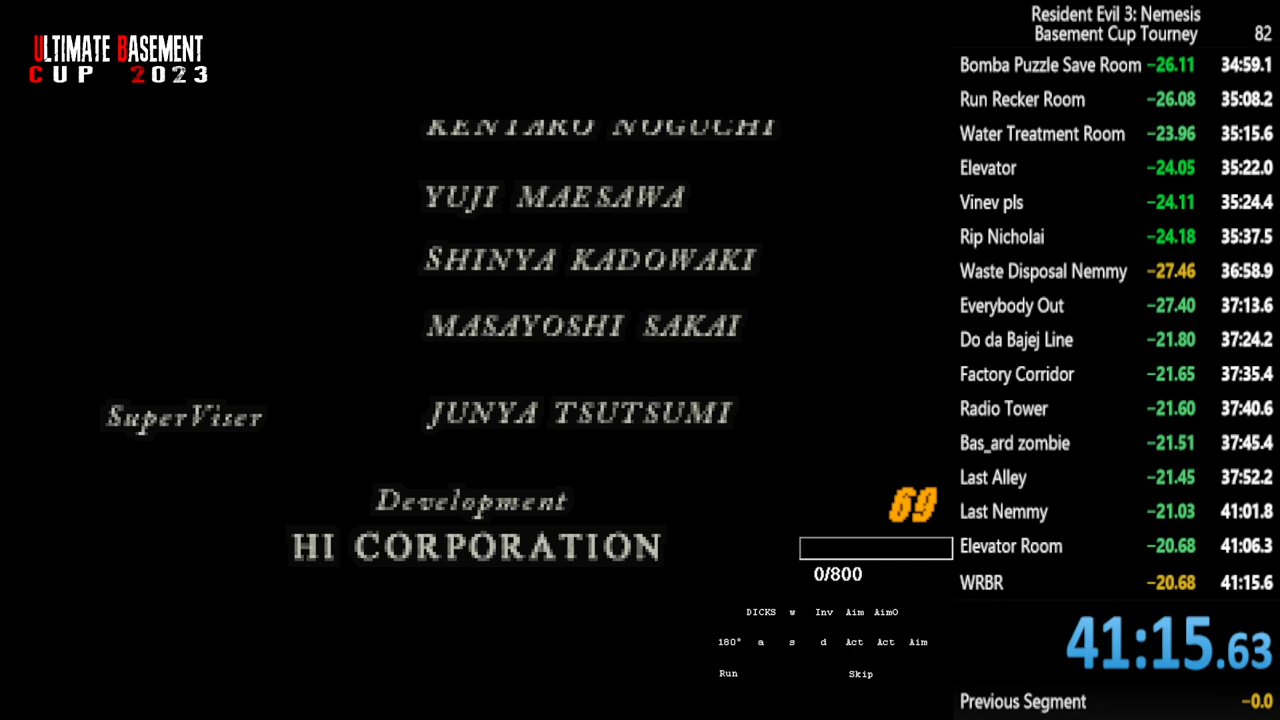 ULTIMATE BASEMENT
CUP 2023
KENTARO NOGUCHI
YUJI MAESAWA
SHINYA KADOWAKI
MASAYOSHI SAKAI
SuperViser JUNYA TSUTSUMI
Development
HI CORPORATION
69
0/800
DICKS w Inv Aim AimO
180° a s d Act Act Aim
Run Skip
Resident Evil 3: Nemesis
Basement Cup Tourney 82
Bomba Puzzle Save Room −26.11 34:59.1
Run Recker Room −26.08 35:08.2
Water Treatment Room −23.96 35:15.6
Elevator −24.05 35:22.0
Vinev pls −24.11 35:24.4
Rip Nicholai −24.18 35:37.5
Waste Disposal Nemmy −27.46 36:58.9
Everybody Out −27.40 37:13.6
Do da Bajej Line −21.80 37:24.2
Factory Corridor −21.65 37:35.4
Radio Tower −21.60 37:40.6
Bas_ard zombie −21.51 37:45.4
Last Alley −21.45 37:52.2
Last Nemmy −21.03 41:01.8
Elevator Room −20.68 41:06.3
WRBR −20.68 41:15.6
41:15.63
Previous Segment −0.0